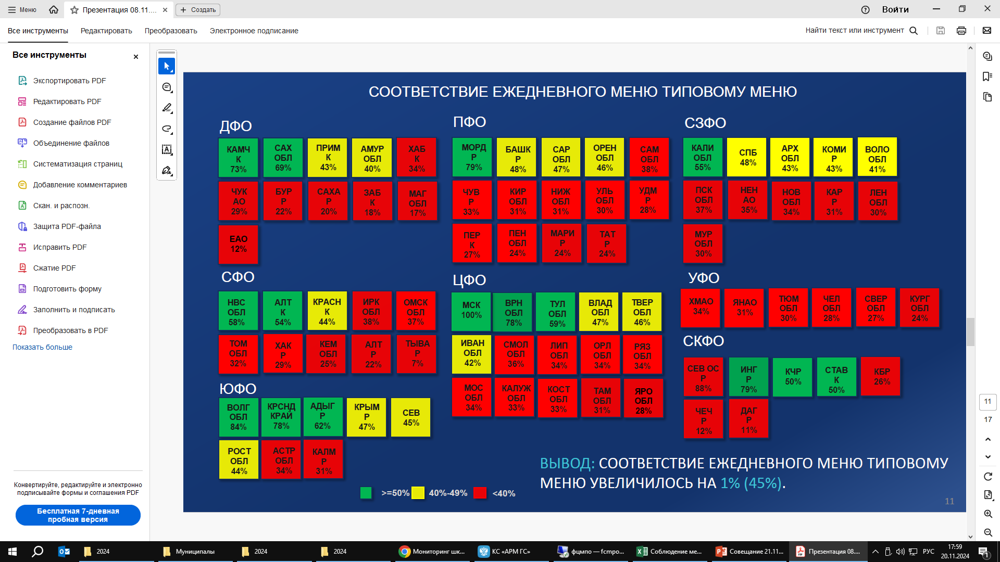 Меню
Презентация 08.11....
Создать
Войти
Все инструменты
Редактировать
Преобразовать
Электронное подписание
Найти текст или инструмент
Все инструменты
Экспортировать PDF
Редактировать PDF
Создание файлов PDF
Объединение файлов
Систематизация страниц
Добавление комментариев
Скан. и распозн.
Защита PDF-файла
Исправить PDF
Сжатие PDF
Подготовить форму
Заполнить и подписать
Преобразовать в PDF
Показать больше
Конвертируйте, редактируйте и электронно
подписывайте формы и соглашения PDF
Бесплатная 7-дневная
пробная версия
СООТВЕТСТВИЕ ЕЖЕДНЕВНОГО МЕНЮ ТИПОВОМУ МЕНЮ
ДФО
КАМЧ
К
73%
САХ
ОБЛ
69%
ПРИМ
К
43%
АМУР
ОБЛ
40%
ХАБ
К
34%
ЧУК
АО
29%
БУР
Р
22%
САХА
Р
20%
ЗАБ
К
18%
МАГ
ОБЛ
17%
ЕАО
12%
ПФО
МОРД
Р
79%
БАШК
Р
48%
САР
ОБЛ
47%
ОРЕН
ОБЛ
46%
САМ
ОБЛ
38%
ЧУВ
Р
33%
КИР
ОБЛ
31%
НИЖ
ОБЛ
31%
УЛЬ
ОБЛ
30%
УДМ
Р
28%
ПЕР
К
27%
ПЕН
ОБЛ
24%
МАРИ
Р
24%
ТАТ
Р
24%
СЗФО
КАЛИ
ОБЛ
55%
СПБ
48%
АРХ
ОБЛ
43%
КОМИ
Р
43%
ВОЛО
ОБЛ
41%
ПСК
ОБЛ
37%
НЕН
АО
35%
НОВ
ОБЛ
34%
КАР
Р
31%
ЛЕН
ОБЛ
30%
МУР
ОБЛ
30%
СФО
НВС
ОБЛ
58%
АЛТ
К
54%
КРАСН
К
44%
ИРК
ОБЛ
38%
ОМСК
ОБЛ
37%
ТОМ
ОБЛ
32%
ХАК
Р
29%
КЕМ
ОБЛ
25%
АЛТ
Р
22%
ТЫВА
Р
7%
ЦФО
МСК
100%
ВРН
ОБЛ
78%
ТУЛ
ОБЛ
59%
ВЛАД
ОБЛ
47%
ТВЕР
ОБЛ
46%
ИВАН
ОБЛ
42%
СМОЛ
ОБЛ
36%
ЛИП
ОБЛ
34%
ОРЛ
ОБЛ
34%
РЯЗ
ОБЛ
34%
МОС
ОБЛ
34%
КАЛУЖ
ОБЛ
33%
КОСТ
ОБЛ
33%
ТАМ
ОБЛ
31%
ЯРО
ОБЛ
28%
УФО
ХМАО
34%
ЯНАО
31%
ТЮМ
ОБЛ
30%
ЧЕЛ
ОБЛ
28%
СВЕР
ОБЛ
27%
КУРГ
ОБЛ
24%
СКФО
СЕВ ОС
Р
88%
ИНГ
Р
79%
КЧР
50%
СТАВ
К
50%
КБР
26%
ЧЕЧ
Р
12%
ДАГ
Р
11%
ЮФО
ВОЛГ
ОБЛ
84%
КРСНД
КРАЙ
78%
АДЫГ
Р
62%
КРЫМ
Р
47%
СЕВ
45%
РОСТ
ОБЛ
44%
АСТР
ОБЛ
34%
КАЛМ
Р
31%
>=50%
40%-49%
<40%
ВЫВОД: СООТВЕТСТВИЕ ЕЖЕДНЕВНОГО МЕНЮ ТИПОВОМУ
МЕНЮ УВЕЛИЧИЛОСЬ НА 1% (45%).
11
11
17
2024
Муниципалы
2024
2024
Мониторинг шк...
КС «АРМ ГС»
фцмпо — fcmpo...
Соблюдение ме...
Совещание 21.11...
Презентация 08....
РУС
17:59
20.11.2024
1